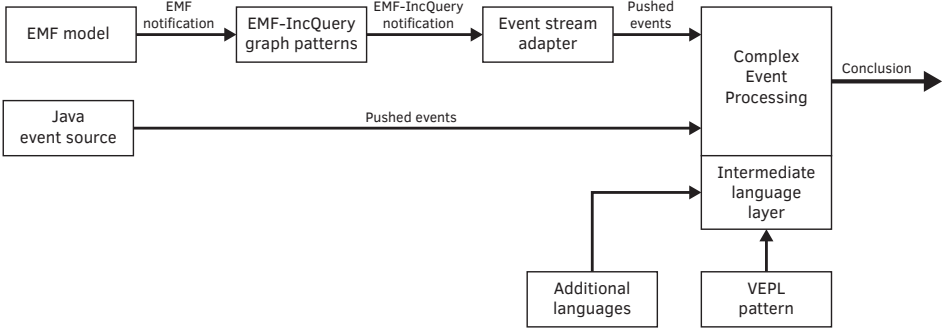 EMF model
EMF
notification
EMF-IncQuery
graph patterns
EMF-IncQuery
notification
Event stream
adapter
Pushed
events
Complex
Event
Processing
Conclusion
Java
event source
Pushed events
Intermediate
language
layer
Additional
languages
VEPL
pattern